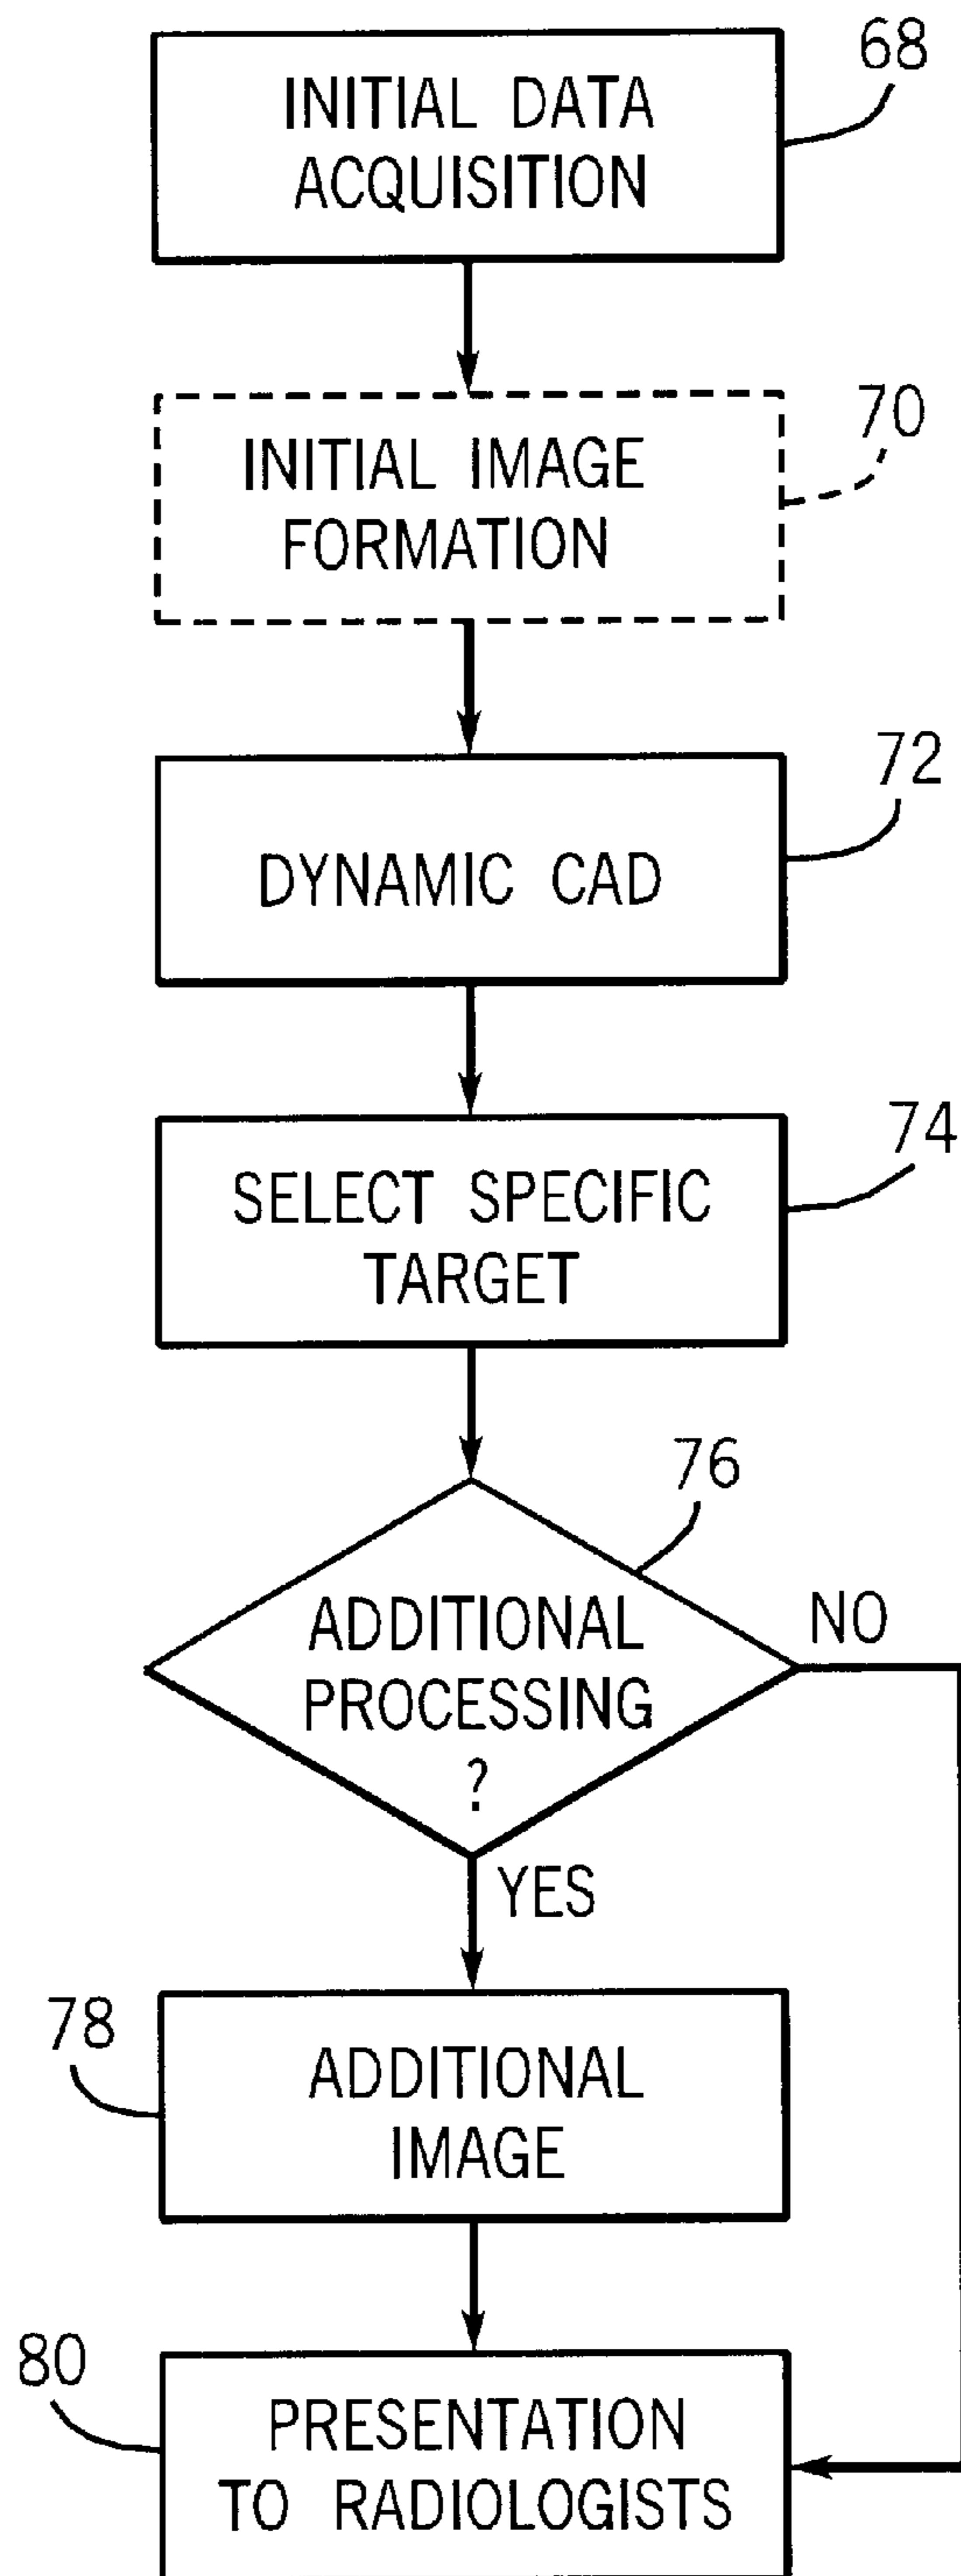 68
INITIAL DATA
ACQUISITION
70
INITIAL IMAGE
FORMATION
72
DYNAMIC CAD
74
SELECT SPECIFIC
TARGET
76
ADDITIONAL
PROCESSING
?
NO
YES
78
ADDITIONAL
IMAGE
80
PRESENTATION
TO RADIOLOGISTS